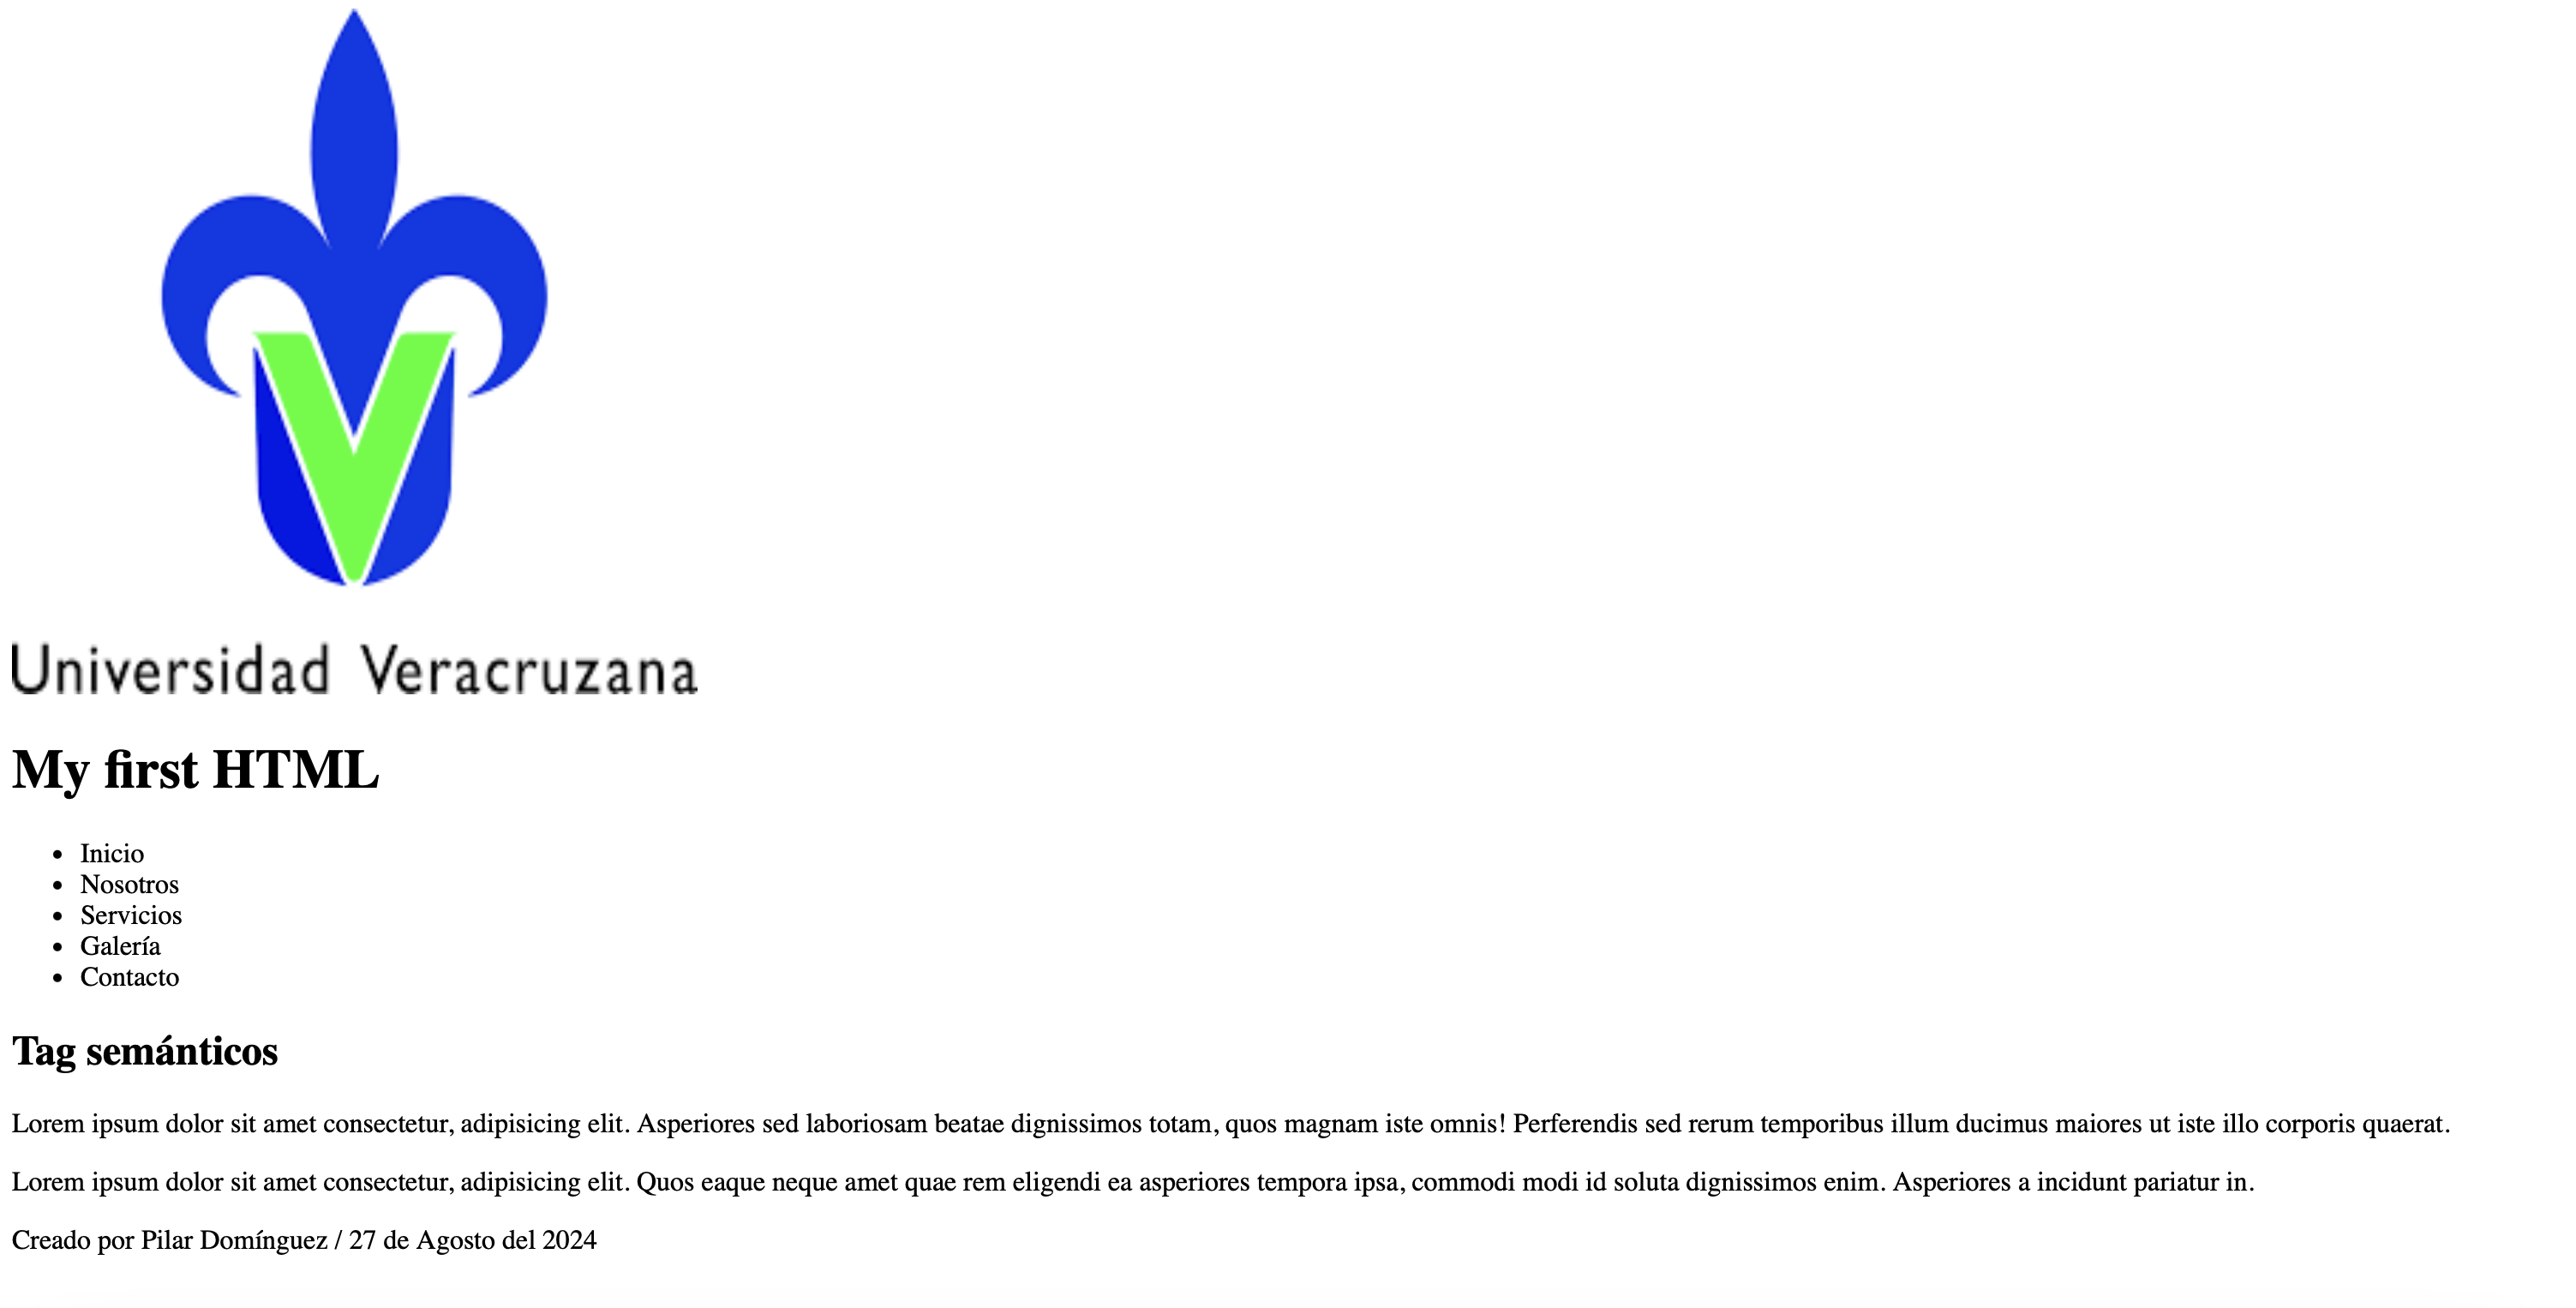 Universidad Veracruzana
My first HTML
Inicio
Nosotros
Servicios
Galería
Contacto
Tag semánticos
Lorem ipsum dolor sit amet consectetur, adipisicing elit. Asperiores sed laboriosam beatae dignissimos totam, quos magnam iste omnis! Perferendis sed rerum temporibus illum ducimus maiores ut iste illo corporis quaerat.
Lorem ipsum dolor sit amet consectetur, adipisicing elit. Quos eaque neque amet quae rem eligendi ea asperiores tempora ipsa, commodi modi id soluta dignissimos enim. Asperiores a incidunt pariatur in.
Creado por Pilar Domínguez / 27 de Agosto del 2024